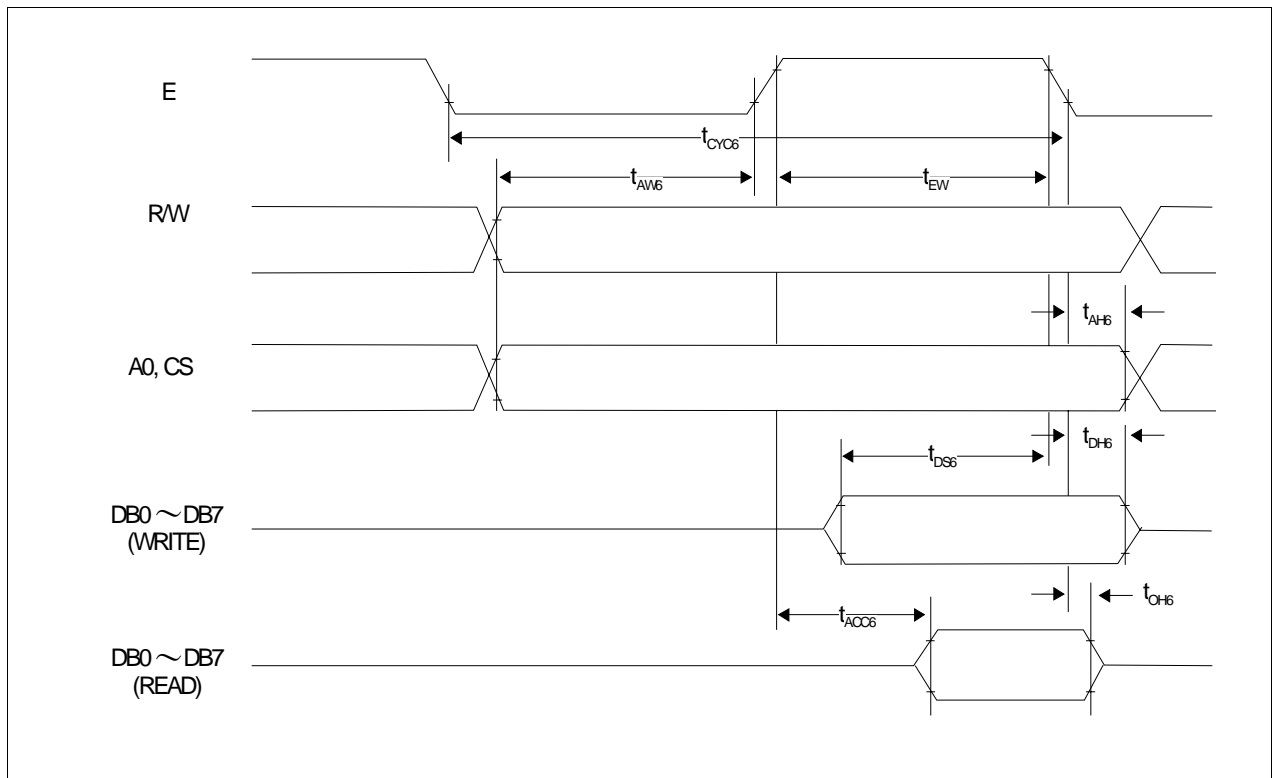 E
tCYC6
tAW6
tEW
R/W
tAH6
A0, CS
tDH6
tDS6
DB0 ～ DB7
(WRITE)
tOH6
tACC6
DB0 ～ DB7
(READ)